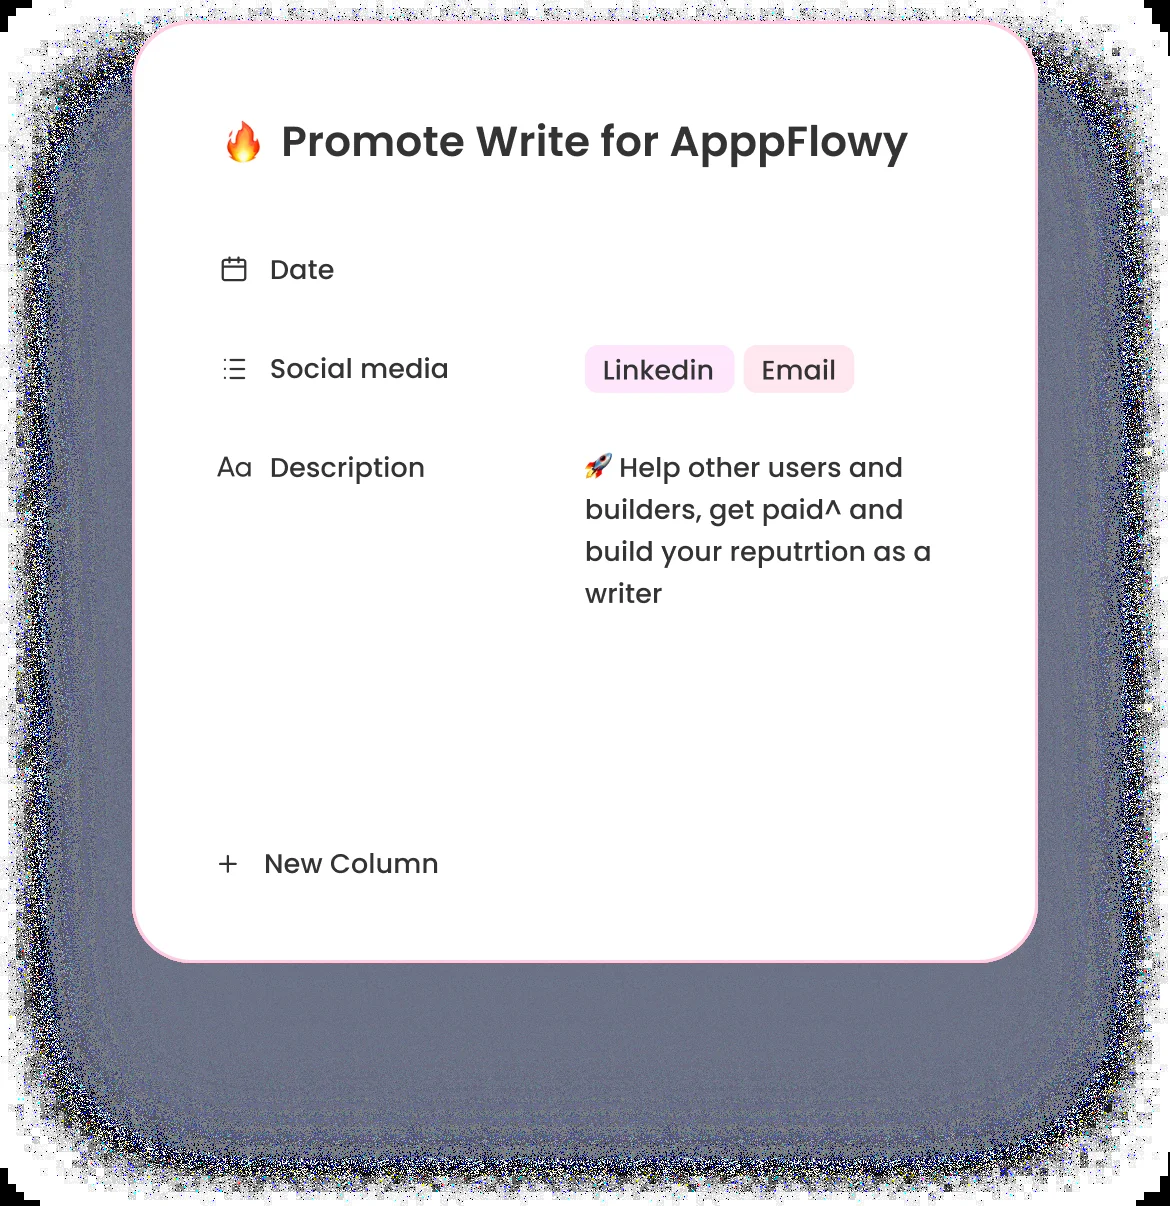 🔥 Promote Write for ApppFlowy
Date
Social media
Linkedin Email
Aa Description
🚀 Help other users and
builders, get paid^ and
build your reputrtion as a
writer
+ New Column